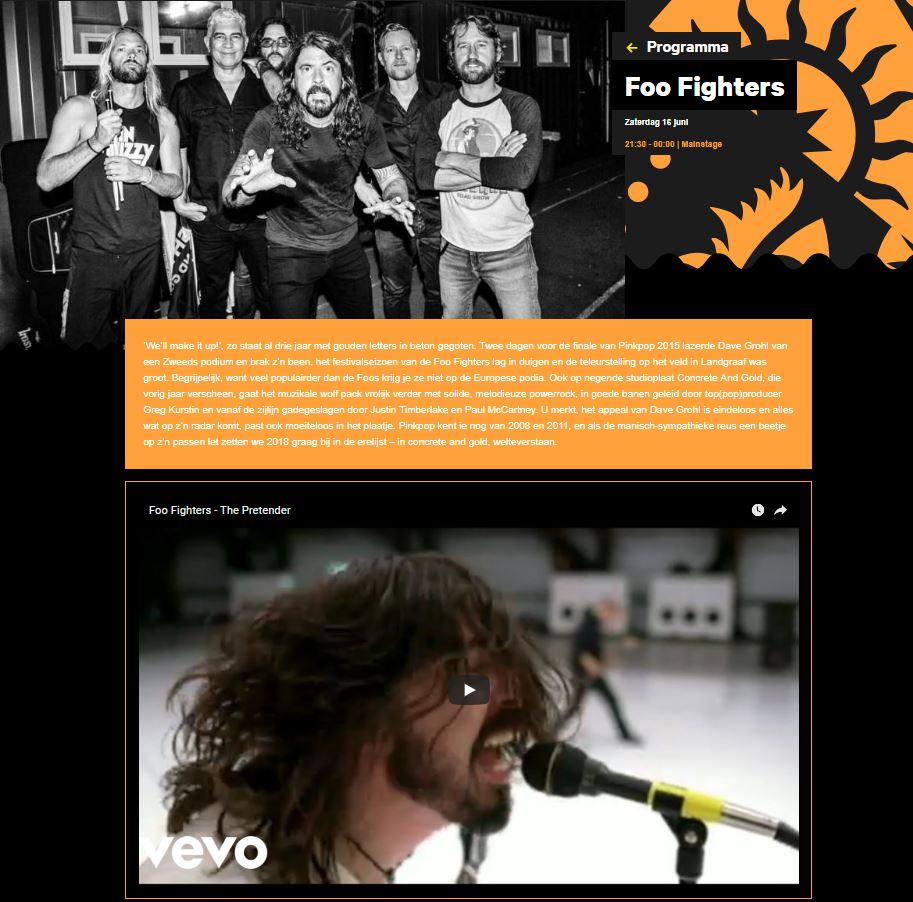 ← Programma
Foo Fighters
Zaterdag 16 juni
21:30 - 00:00 | Mainstage
'We'll make it up!', zo staat al drie jaar met gouden letters in beton gegoten. Twee dagen voor de finale van Pinkpop 2015 lazerde Dave Grohl van
een Zweeds podium en brak z'n been, het festivalseizoen van de Foo Fighters lag in duigen en de teleurstelling op het veld in Landgraaf was
groot. Begrijpelijk, want veel populairder dan de Foos krijg je ze niet op de Europese podia. Ook op negende studioplaat Concrete And Gold, die
vorig jaar verscheen, gaat het muzikale wolf pack vrolijk verder met solide, melodieuze powerrock, in goede banen geleid door top(pop)producer
Greg Kurstin en vanaf de zijlijn gadegeslagen door Justin Timberlake en Paul McCartney. U merkt, het appeal van Dave Grohl is eindeloos en alles
wat op z'n radar komt, past ook moeiteloos in het plaatje. Pinkpop kent ie nog van 2008 en 2011, en als de manisch-sympathieke reus een beetje
op z'n passen let zetten we 2018 graag bij in de erelijst – in concrete and gold, welteverstaan.
Foo Fighters - The Pretender
vevo